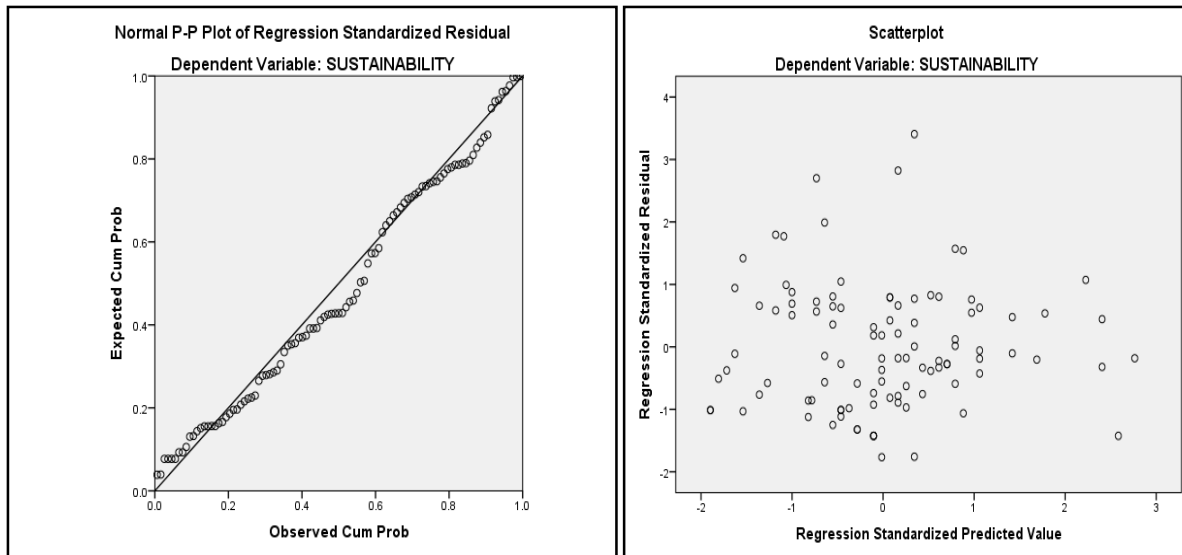 Normal P-P Plot of Regression Standardized Residual
Dependent Variable: SUSTAINABILITY
1.0
0.8
0.6
0.4
0.2
0.0
0.0 0.2 0.4 0.6 0.8 1.0
Expected Cum Prob
Observed Cum Prob
Scatterplot
Dependent Variable: SUSTAINABILITY
4
3
2
1
0
-1
-2
-2 -1 0 1 2 3
Regression Standardized Residual
Regression Standardized Predicted Value